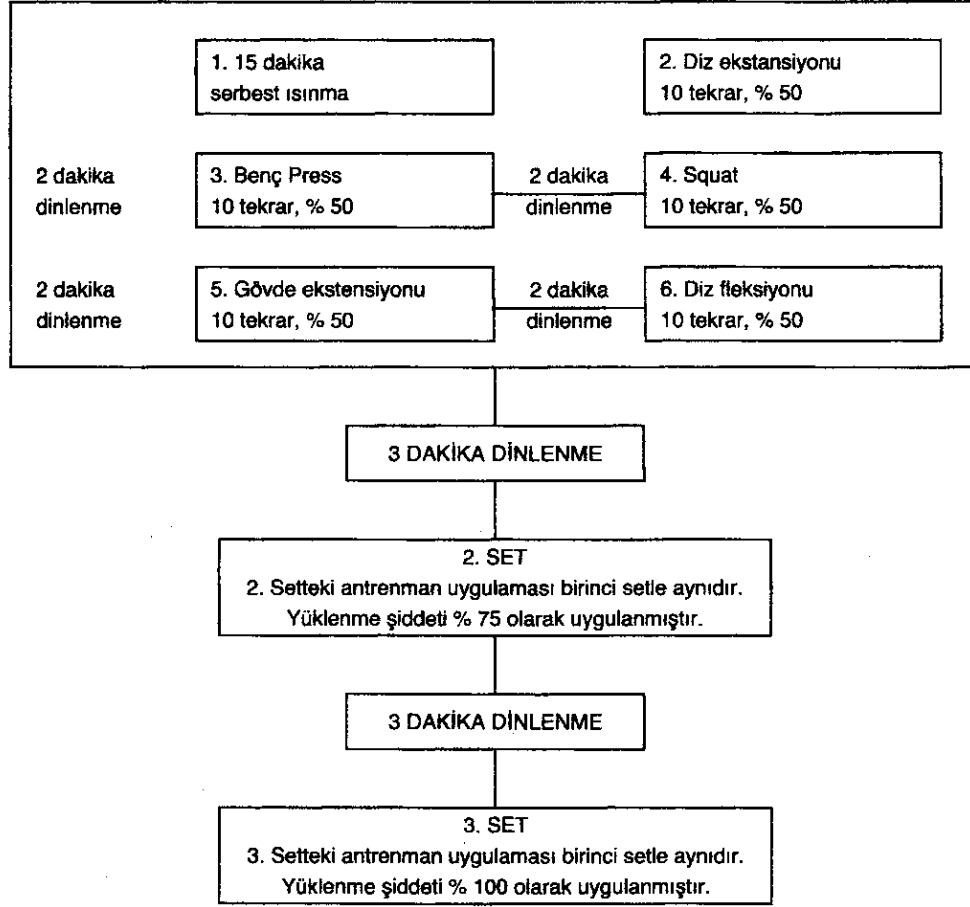 1. 15 dakika
serbest ısınma
2. Diz ekstansiyonu
10 tekrar, % 50
2 dakika
dinlenme
3. Benç Press
10 tekrar, % 50
2 dakika
dinlenme
4. Squat
10 tekrar, % 50
2 dakika
dinlenme
5. Gövde ekstensiyonu
10 tekrar, % 50
2 dakika
dinlenme
6. Diz fleksiyonu
10 tekrar, % 50
3 DAKİKA DİNLENME
2. SET
2. Setteki antrenman uygulaması birinci setle aynıdır.
Yüklenme şiddeti % 75 olarak uygulanmıştır.
3 DAKİKA DİNLENME
3. SET
3. Setteki antrenman uygulaması birinci setle aynıdır.
Yüklenme şiddeti % 100 olarak uygulanmıştır.